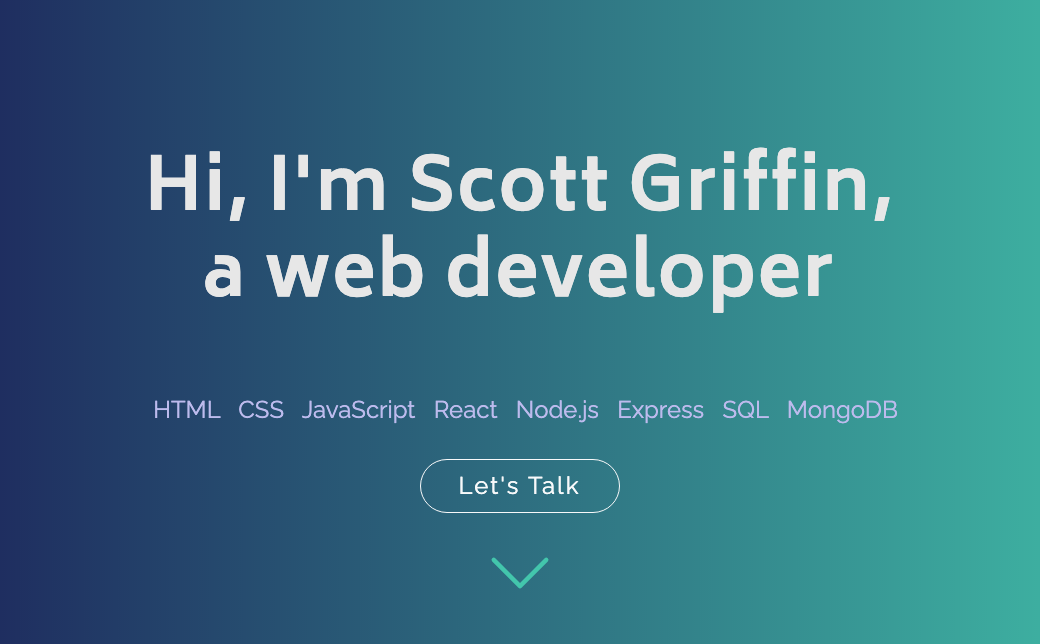 Hi, I'm Scott Griffin,
a web developer
HTML CSS JavaScript React Node.js Express SQL MongoDB
Let's Talk